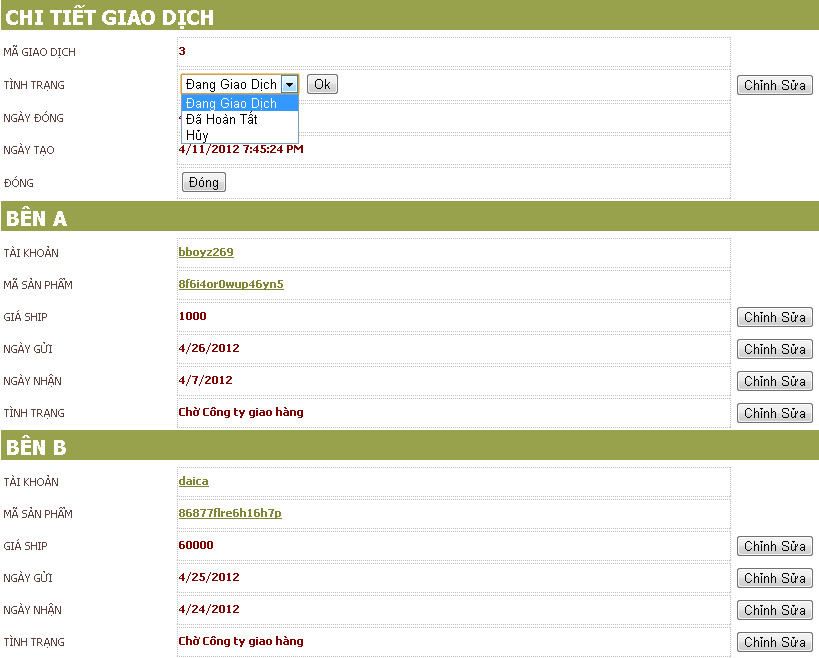 CHI TIẾT GIAO DỊCH
MÃ GIAO DỊCH 3
TÌNH TRẠNG Đang Giao Dịch Ok Chỉnh Sửa
Đang Giao Dịch
Đã Hoàn Tất
Hủy
NGÀY ĐÓNG
NGÀY TẠO 4/11/2012 7:45:24 PM
ĐÓNG Đóng
BÊN A
TÀI KHOẢN bboyz269
MÃ SẢN PHẨM 8f6i4or0wup46yn5
GIÁ SHIP 1000 Chỉnh Sửa
NGÀY GỬI 4/26/2012 Chỉnh Sửa
NGÀY NHẬN 4/7/2012 Chỉnh Sửa
TÌNH TRẠNG Chờ Công ty giao hàng Chỉnh Sửa
BÊN B
TÀI KHOẢN daica
MÃ SẢN PHẨM 86877flre6h16h7p
GIÁ SHIP 60000 Chỉnh Sửa
NGÀY GỬI 4/25/2012 Chỉnh Sửa
NGÀY NHẬN 4/24/2012 Chỉnh Sửa
TÌNH TRẠNG Chờ Công ty giao hàng Chỉnh Sửa